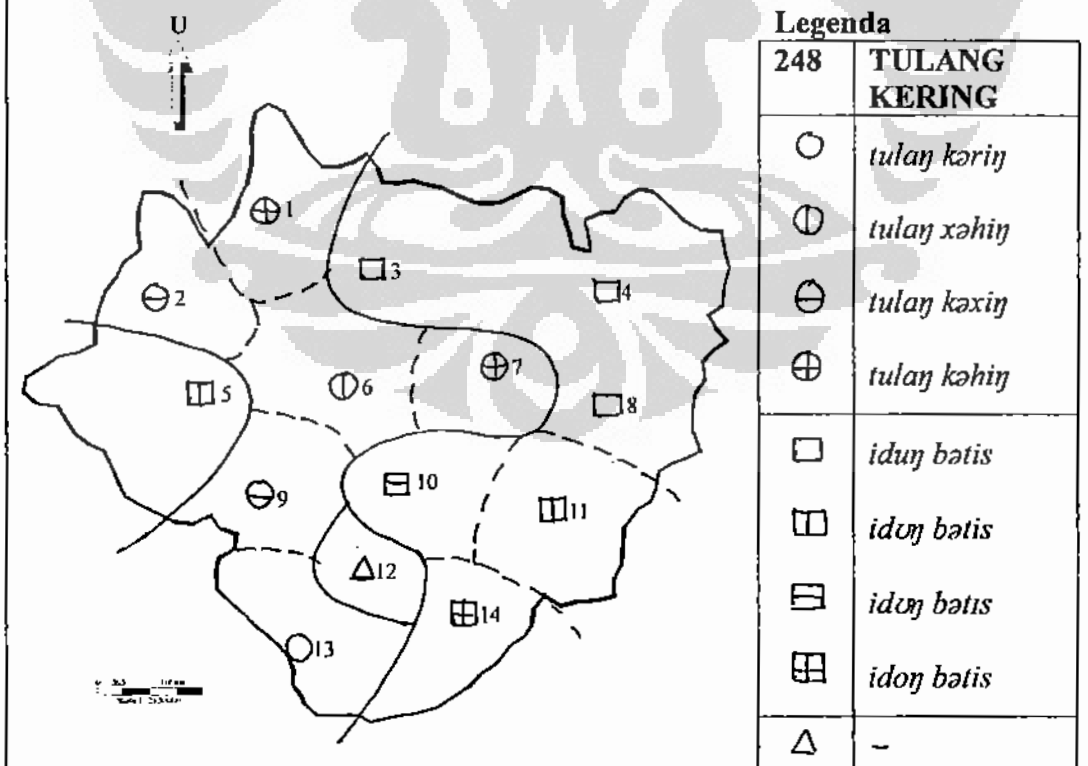 U
1
2
3
4
5
6
7
8
9
10
11
12
13
14
Legenda
248 TULANG KERING
tulaŋ kəriŋ
tulaŋ xəhiŋ
tulaŋ kəxiŋ
tulaŋ kəhiŋ
iduŋ bətis
idʊŋ bətis
idʊŋ bətɪs
idoŋ bətis
–